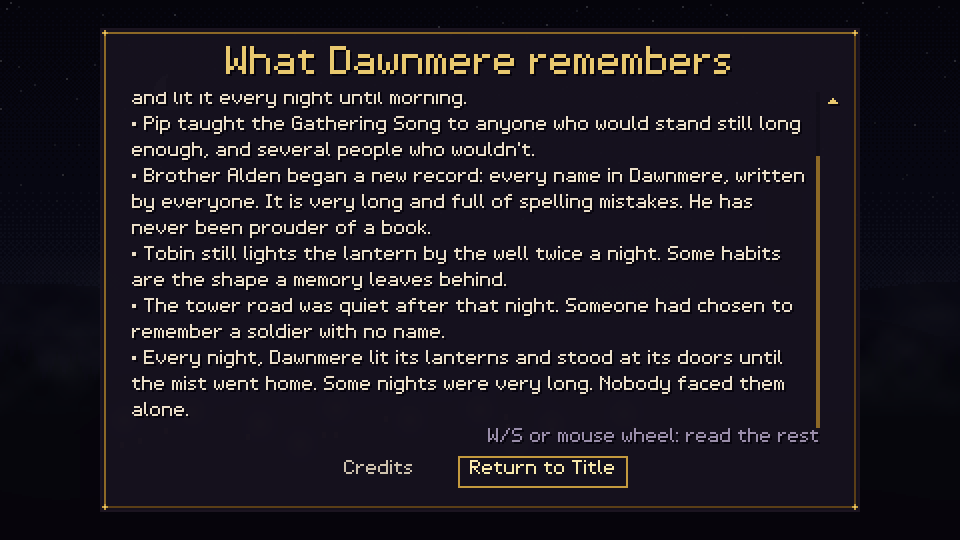 What Dawnmere remembers
and lit it every night until morning.
• Pip taught the Gathering Song to anyone who would stand still long
enough, and several people who wouldn't.
• Brother Alden began a new record: every name in Dawnmere, written
by everyone. It is very long and full of spelling mistakes. He has
never been prouder of a book.
• Tobin still lights the lantern by the well twice a night. Some habits
are the shape a memory leaves behind.
• The tower road was quiet after that night. Someone had chosen to
remember a soldier with no name.
• Every night, Dawnmere lit its lanterns and stood at its doors until
the mist went home. Some nights were very long. Nobody faced them
alone.
W/S or mouse wheel: read the rest
Credits
Return to Title